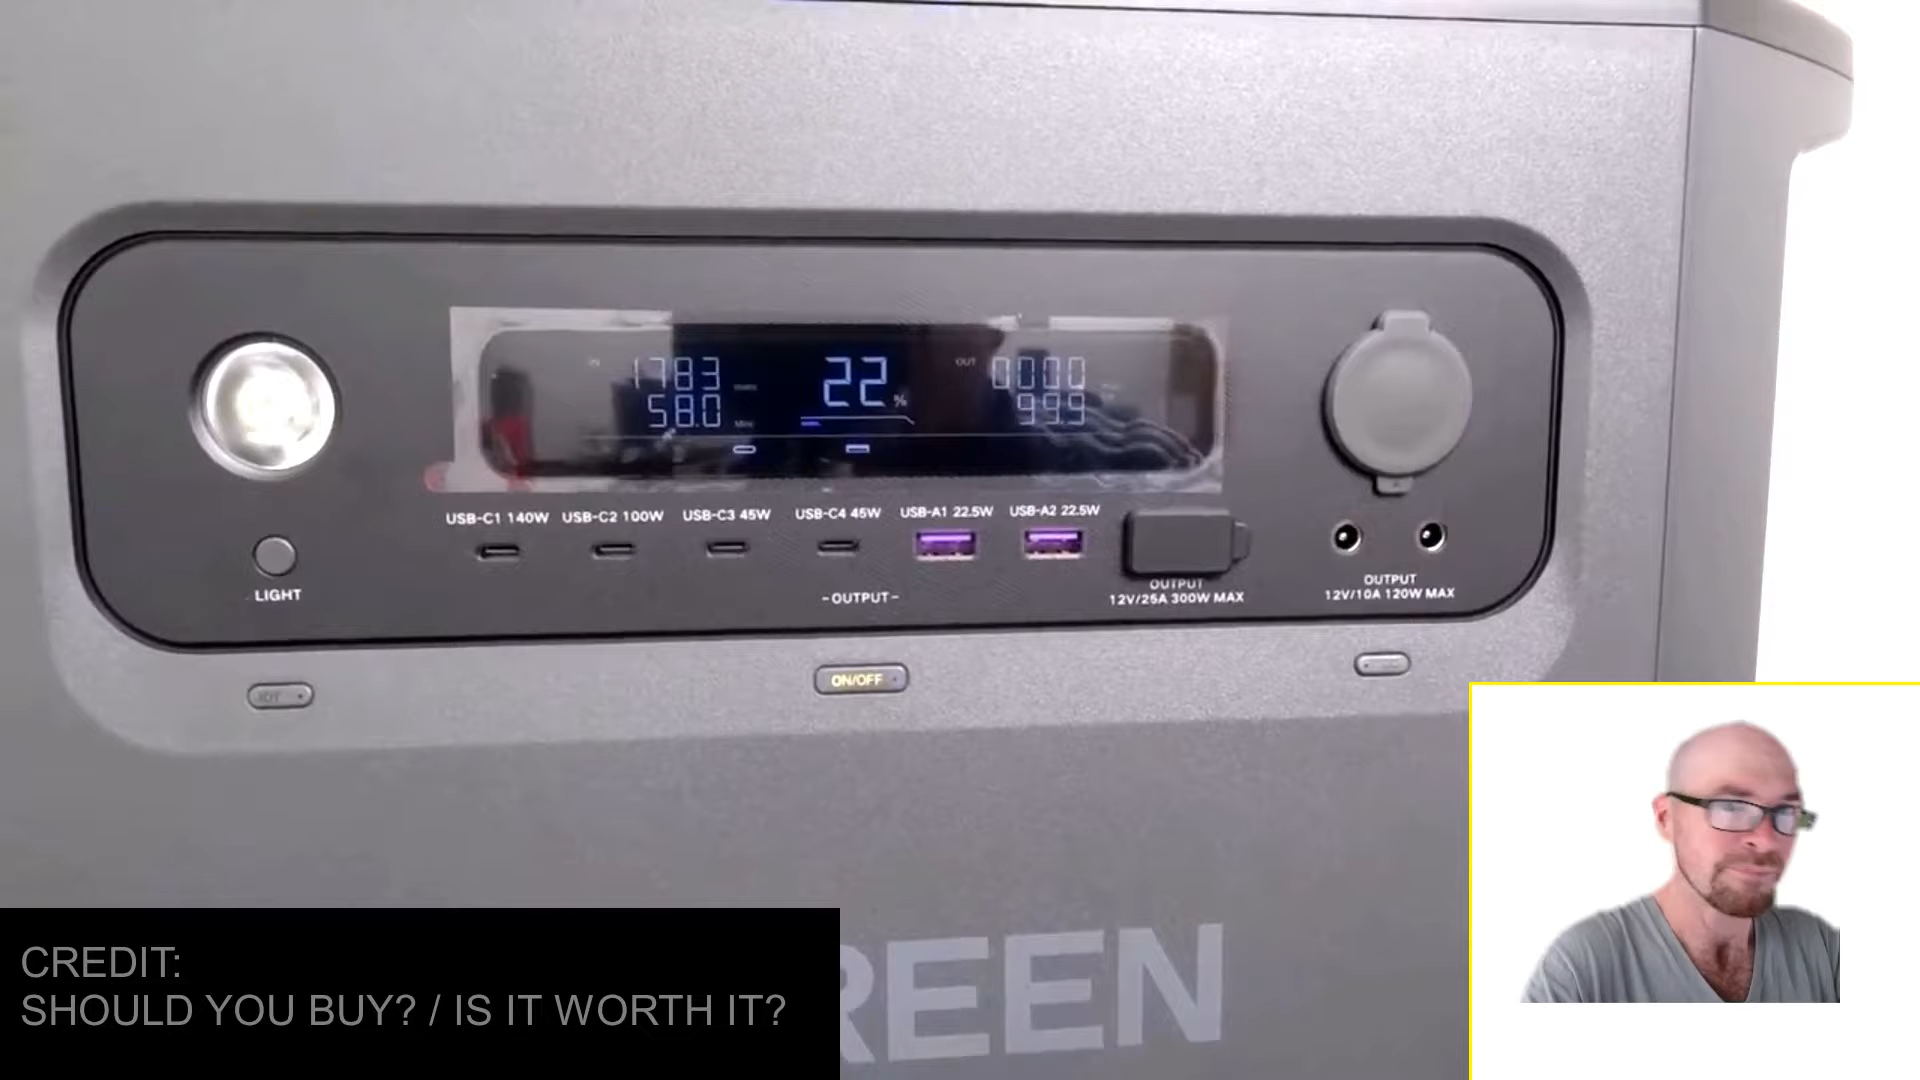 IN 1783 22 % OUT 0000
58.0 99.9
USB-C1 140W USB-C2 100W USB-C3 45W USB-C4 45W USB-A1 22.5W USB-A2 22.5W
LIGHT
-OUTPUT-
OUTPUT
12V/25A 300W MAX
OUTPUT
12V/10A 120W MAX
ON/OFF
REEN
CREDIT:
SHOULD YOU BUY? / IS IT WORTH IT?